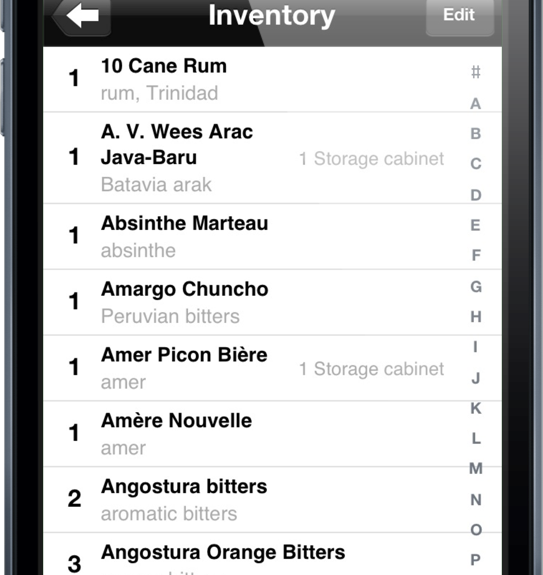 Inventory
Edit
1
10 Cane Rum
rum, Trinidad
1
A. V. Wees Arac
Java-Baru
Batavia arak
1 Storage cabinet
1
Absinthe Marteau
absinthe
1
Amargo Chuncho
Peruvian bitters
1
Amer Picon Bière
amer
1 Storage cabinet
1
Amère Nouvelle
amer
2
Angostura bitters
aromatic bitters
3
Angostura Orange Bitters
#
A
B
C
D
E
F
G
H
I
J
K
L
M
N
O
P